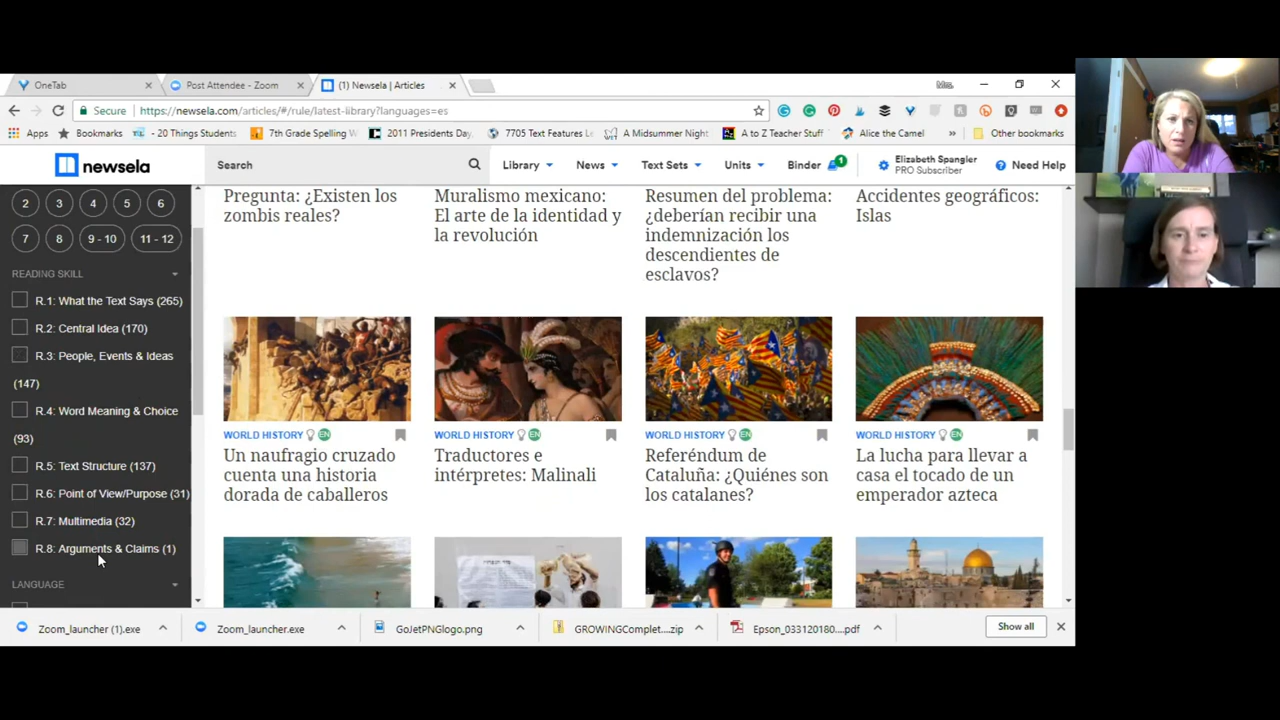 OneTab
Post Attendee - Zoom
(1) Newsela | Articles
Mrs.
Secure
https://newsela.com/articles/#/rule/latest-library?languages=es
Apps
Bookmarks
- 20 Things Students
7th Grade Spelling W
2011 Presidents Day,
7705 Text Features Le
A Midsummer Night
A to Z Teacher Stuff
Alice the Camel
»
Other bookmarks
newsela
Search
Library
News
Text Sets
Units
Binder
1
Elizabeth Spangler
PRO Subscriber
Need Help
2
3
4
5
6
7
8
9 - 10
11 - 12
READING SKILL
R.1: What the Text Says (265)
R.2: Central Idea (170)
R.3: People, Events & Ideas
(147)
R.4: Word Meaning & Choice
(93)
R.5: Text Structure (137)
R.6: Point of View/Purpose (31)
R.7: Multimedia (32)
R.8: Arguments & Claims (1)
LANGUAGE
Pregunta: ¿Existen los
zombis reales?
Muralismo mexicano:
El arte de la identidad y
la revolución
Resumen del problema:
¿deberían recibir una
indemnización los
descendientes de
esclavos?
Accidentes geográficos:
Islas
WORLD HISTORY EN
Un naufragio cruzado
cuenta una historia
dorada de caballeros
WORLD HISTORY EN
Traductores e
intérpretes: Malinali
WORLD HISTORY EN
Referéndum de
Cataluña: ¿Quiénes son
los catalanes?
WORLD HISTORY EN
La lucha para llevar a
casa el tocado de un
emperador azteca
Zoom_launcher (1).exe
Zoom_launcher.exe
GoJetPNGlogo.png
GROWINGComplet....zip
Epson_033120180....pdf
Show all